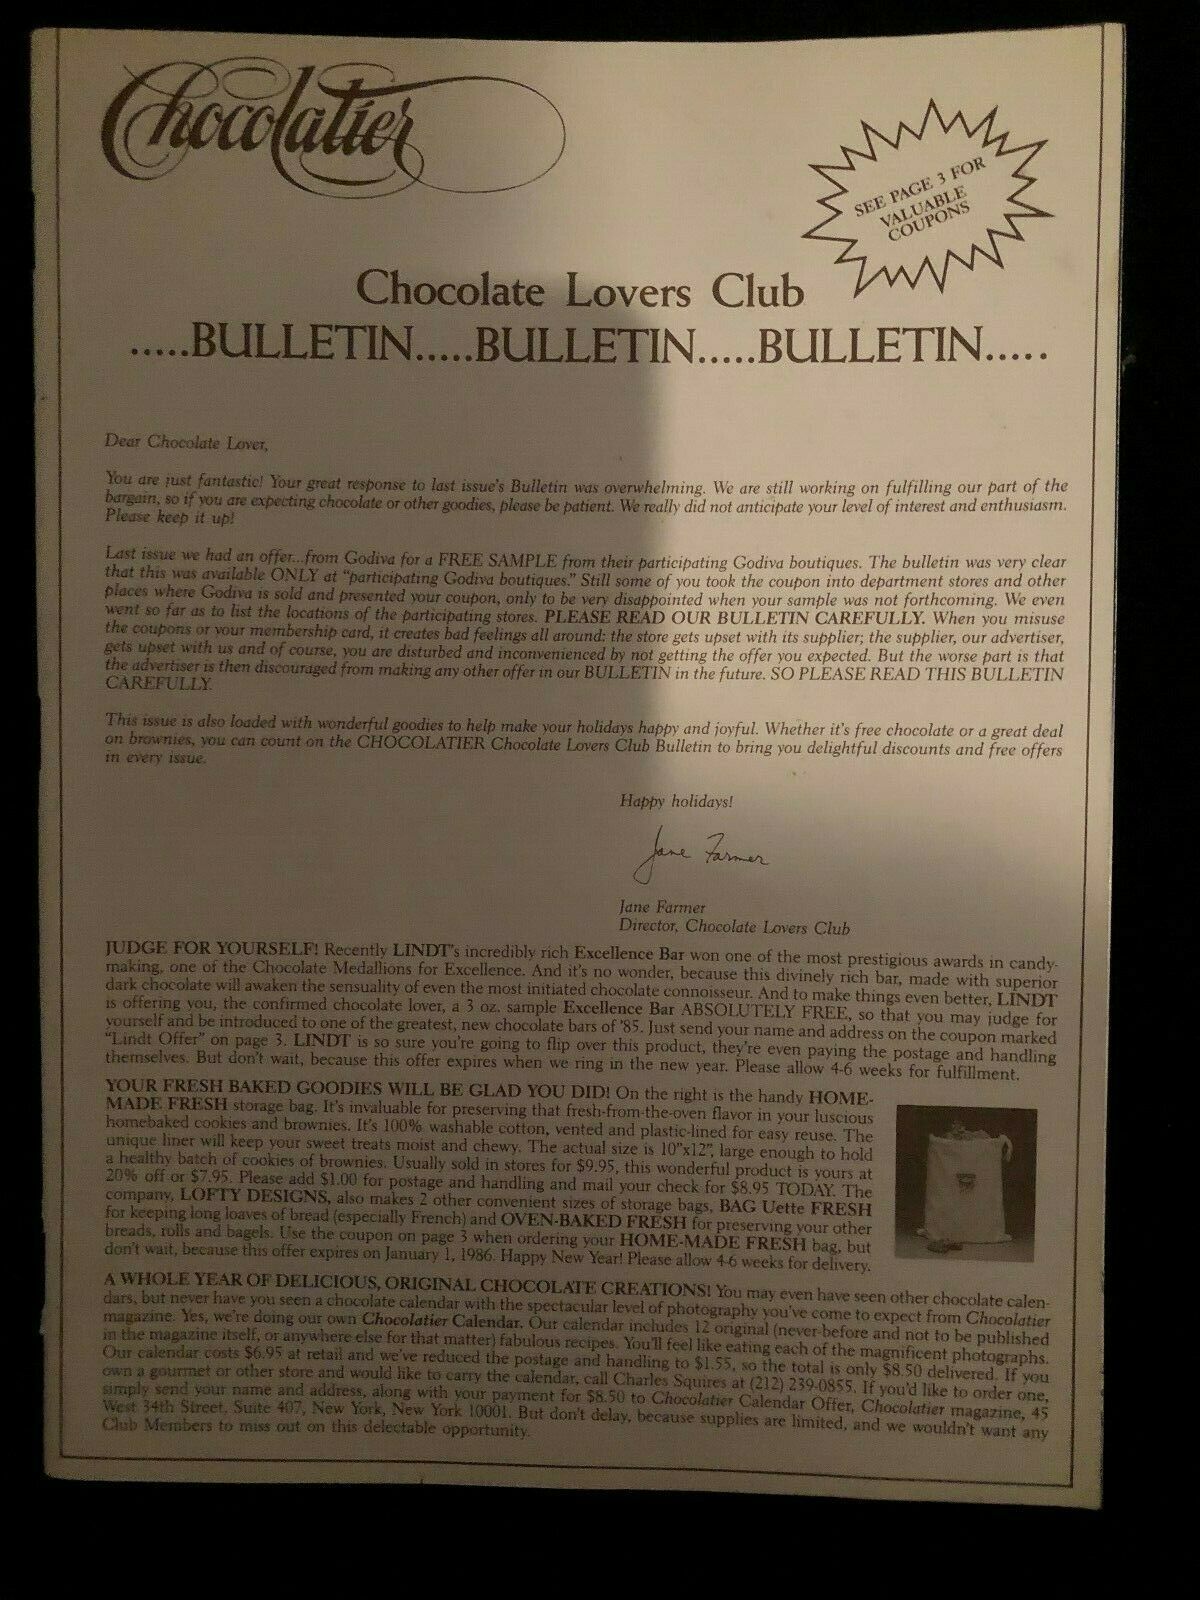 Chocolatier
SEE PAGE 3 FOR
VALUABLE
COUPONS
Chocolate Lovers Club
.....BULLETIN.....BULLETIN.....BULLETIN.....
Dear Chocolate Lover,
You are just fantastic! Your great response to last issue's Bulletin was overwhelming. We are still working on fulfilling our part of the
bargain, so if you are expecting chocolate or other goodies, please be patient. We really did not anticipate your level of interest and enthusiasm.
Please keep it up!
Last issue we had an offer...from Godiva for a FREE SAMPLE from their participating Godiva boutiques. The bulletin was very clear
that this was available ONLY at "participating Godiva boutiques." Still some of you took the coupon into department stores and other
places where Godiva is sold and presented your coupon, only to be very disappointed when your sample was not forthcoming. We even
went so far as to list the locations of the participating stores. PLEASE READ OUR BULLETIN CAREFULLY. When you misuse
the coupons or your membership card, it creates bad feelings all around: the store gets upset with its supplier; the supplier, our advertiser,
gets upset with us and of course, you are disturbed and inconvenienced by not getting the offer you expected. But the worse part is that
the advertiser is then discouraged from making any other offer in our BULLETIN in the future. SO PLEASE READ THIS BULLETIN
CAREFULLY.
This issue is also loaded with wonderful goodies to help make your holidays happy and joyful. Whether it's free chocolate or a great deal
on brownies, you can count on the CHOCOLATIER Chocolate Lovers Club Bulletin to bring you delightful discounts and free offers
in every issue.
Happy holidays!
Jane Farmer
Jane Farmer
Director, Chocolate Lovers Club
JUDGE FOR YOURSELF! Recently LINDT's incredibly rich Excellence Bar won one of the most prestigious awards in candy-
making, one of the Chocolate Medallions for Excellence. And it's no wonder, because this divinely rich bar, made with superior
dark chocolate will awaken the sensuality of even the most initiated chocolate connoisseur. And to make things even better, LINDT
is offering you, the confirmed chocolate lover, a 3 oz. sample Excellence Bar ABSOLUTELY FREE, so that you may judge for
yourself and be introduced to one of the greatest, new chocolate bars of '85. Just send your name and address on the coupon marked
"Lindt Offer" on page 3. LINDT is so sure you're going to flip over this product, they're even paying the postage and handling
themselves. But don't wait, because this offer expires when we ring in the new year. Please allow 4-6 weeks for fulfillment.
YOUR FRESH BAKED GOODIES WILL BE GLAD YOU DID! On the right is the handy HOME-
MADE FRESH storage bag. It's invaluable for preserving that fresh-from-the-oven flavor in your luscious
homebaked cookies and brownies. It's 100% washable cotton, vented and plastic-lined for easy reuse. The
unique liner will keep your sweet treats moist and chewy. The actual size is 10"x12", large enough to hold
a healthy batch of cookies of brownies. Usually sold in stores for $9.95, this wonderful product is yours at
20% off or $7.95. Please add $1.00 for postage and handling and mail your check for $8.95 TODAY. The
company, LOFTY DESIGNS, also makes 2 other convenient sizes of storage bags, BAG Uette FRESH
for keeping long loaves of bread (especially French) and OVEN-BAKED FRESH for preserving your other
breads, rolls and bagels. Use the coupon on page 3 when ordering your HOME-MADE FRESH bag, but
don't wait, because this offer expires on January 1, 1986. Happy New Year! Please allow 4-6 weeks for delivery.
A WHOLE YEAR OF DELICIOUS, ORIGINAL CHOCOLATE CREATIONS! You may even have seen other chocolate calen-
dars, but never have you seen a chocolate calendar with the spectacular level of photography you've come to expect from Chocolatier
magazine. Yes, we're doing our own Chocolatier Calendar. Our calendar includes 12 original (never-before and not to be published
in the magazine itself, or anywhere else for that matter) fabulous recipes. You'll feel like eating each of the magnificent photographs.
Our calendar costs $6.95 at retail and we've reduced the postage and handling to $1.55, so the total is only $8.50 delivered. If you
own a gourmet or other store and would like to carry the calendar, call Charles Squires at (212) 239-0855. If you'd like to order one,
simply send your name and address, along with your payment for $8.50 to Chocolatier Calendar Offer, Chocolatier magazine, 45
West 34th Street, Suite 407, New York, New York 10001. But don't delay, because supplies are limited, and we wouldn't want any
Club Members to miss out on this delectable opportunity.